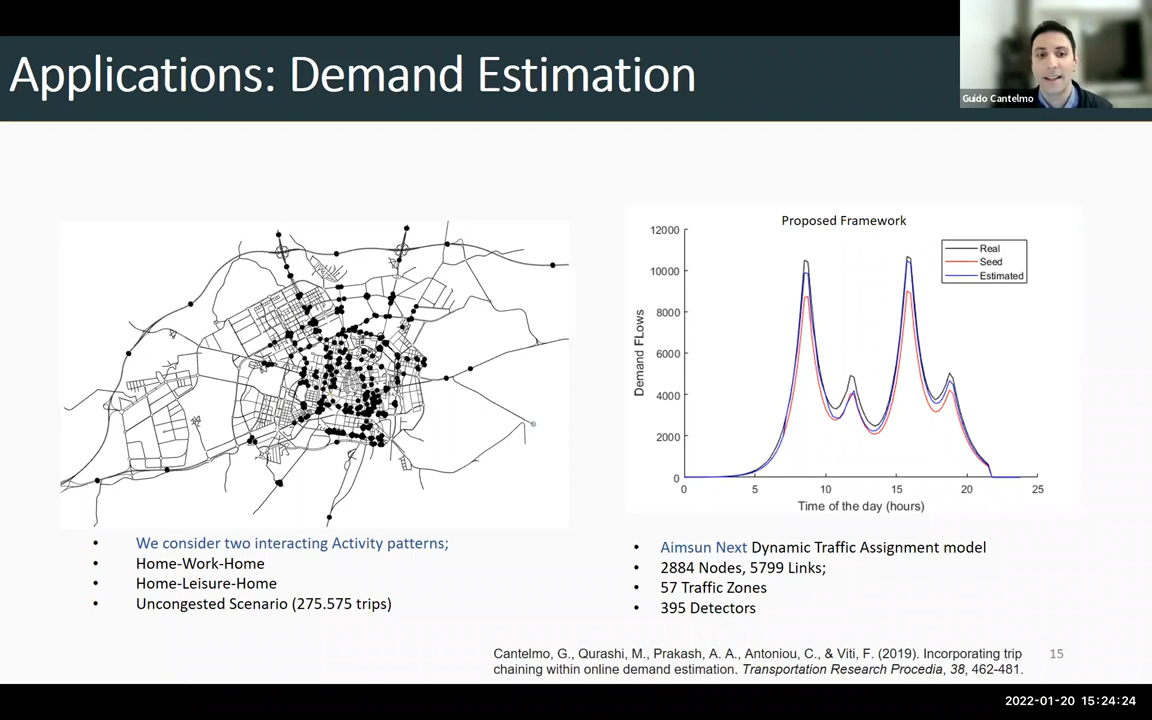 Applications: Demand Estimation
Guido Cantelmo
Proposed Framework
12000
10000
8000
6000
4000
2000
0
Demand FLows
Real
Seed
Estimated
0 5 10 15 20 25
Time of the day (hours)
• We consider two interacting Activity patterns;
• Home-Work-Home
• Home-Leisure-Home
• Uncongested Scenario (275.575 trips)
• Aimsun Next Dynamic Traffic Assignment model
• 2884 Nodes, 5799 Links;
• 57 Traffic Zones
• 395 Detectors
Cantelmo, G., Qurashi, M., Prakash, A. A., Antoniou, C., & Viti, F. (2019). Incorporating trip
chaining within online demand estimation. Transportation Research Procedia, 38, 462-481.
15
2022-01-20 15:24:24